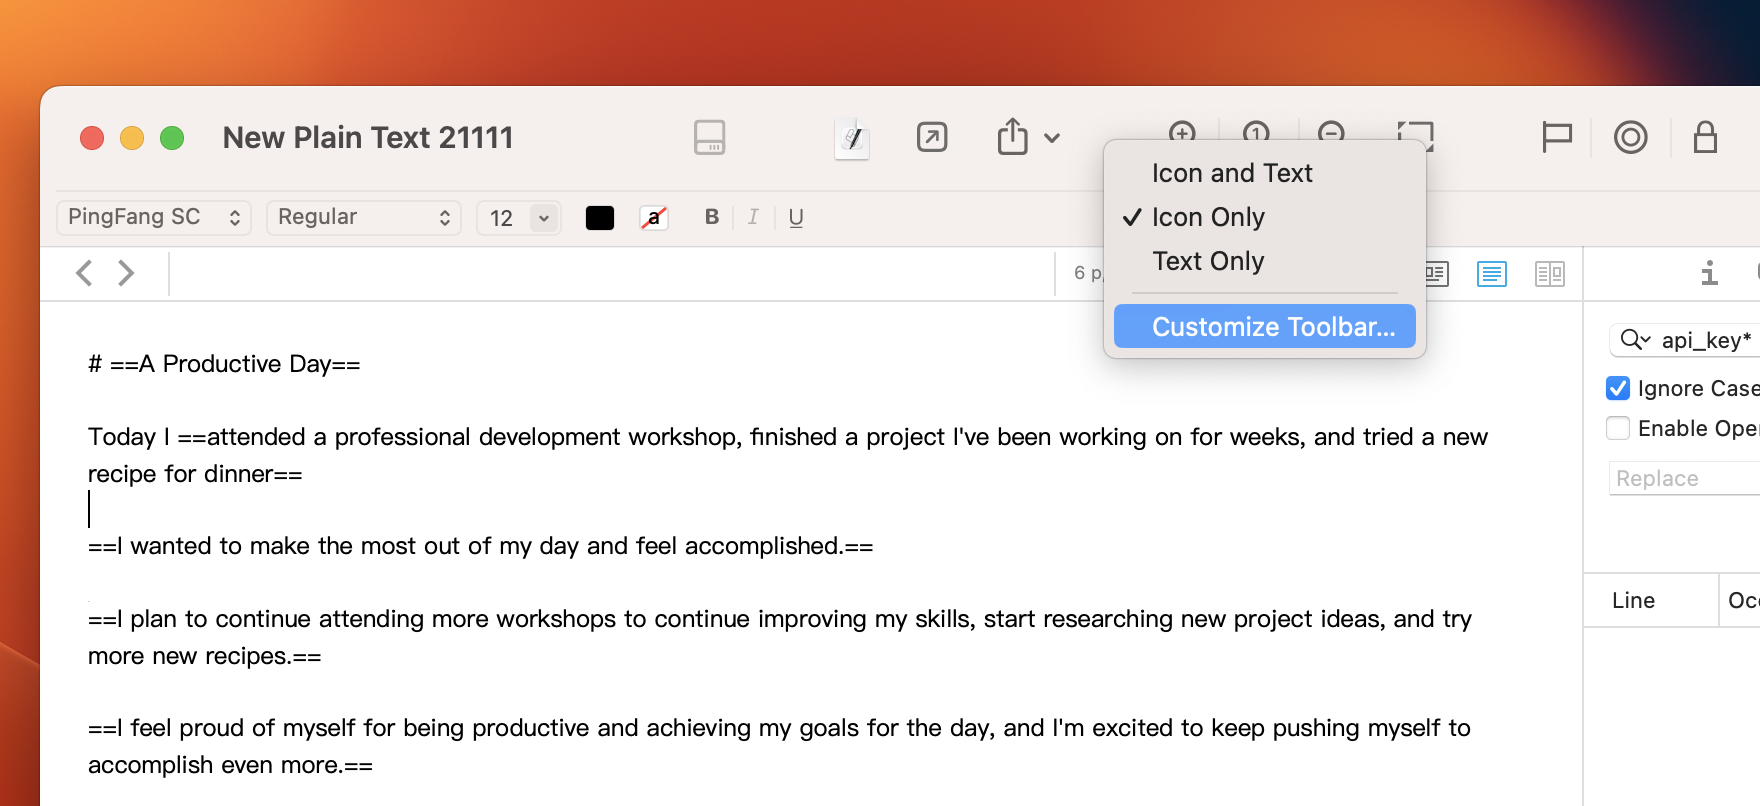 New Plain Text 21111
Icon and Text
Icon Only
Text Only
Customize Toolbar...
PingFang SC
Regular
12
a
B I U
6 p
api_key*
Ignore Case
Enable Oper
Replace
Line
Occ
# ==A Productive Day==
Today I ==attended a professional development workshop, finished a project I've been working on for weeks, and tried a new
recipe for dinner==
==I wanted to make the most out of my day and feel accomplished.==
==I plan to continue attending more workshops to continue improving my skills, start researching new project ideas, and try
more new recipes.==
==I feel proud of myself for being productive and achieving my goals for the day, and I'm excited to keep pushing myself to
accomplish even more.==